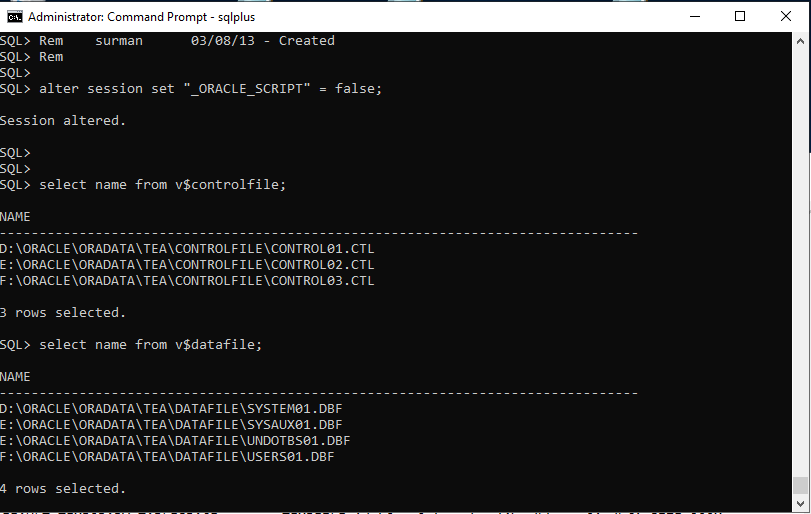 Administrator: Command Prompt - sqlplus
SQL> Rem    surman      03/08/13 - Created
SQL> Rem
SQL>
SQL> alter session set "_ORACLE_SCRIPT" = false;
Session altered.
SQL>
SQL>
SQL> select name from v$controlfile;
NAME
--------------------------------------------------------------------------------
D:\ORACLE\ORADATA\TEA\CONTROLFILE\CONTROL01.CTL
E:\ORACLE\ORADATA\TEA\CONTROLFILE\CONTROL02.CTL
F:\ORACLE\ORADATA\TEA\CONTROLFILE\CONTROL03.CTL
3 rows selected.
SQL> select name from v$datafile;
NAME
--------------------------------------------------------------------------------
D:\ORACLE\ORADATA\TEA\DATAFILE\SYSTEM01.DBF
E:\ORACLE\ORADATA\TEA\DATAFILE\SYSAUX01.DBF
E:\ORACLE\ORADATA\TEA\DATAFILE\UNDOTBS01.DBF
F:\ORACLE\ORADATA\TEA\DATAFILE\USERS01.DBF
4 rows selected.